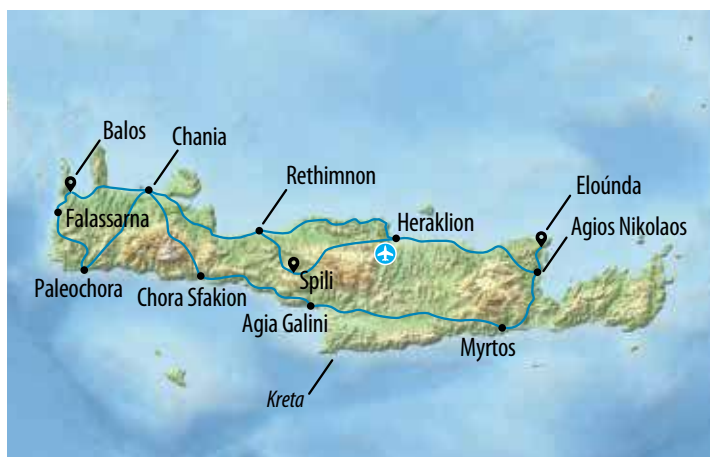 Balos
Chania
Rethimnon
Eloúnda
Falassarna
Heraklion
Agios Nikolaos
Paleochora
Chora Sfakion
Spili
Agia Galini
Myrtos
Kreta